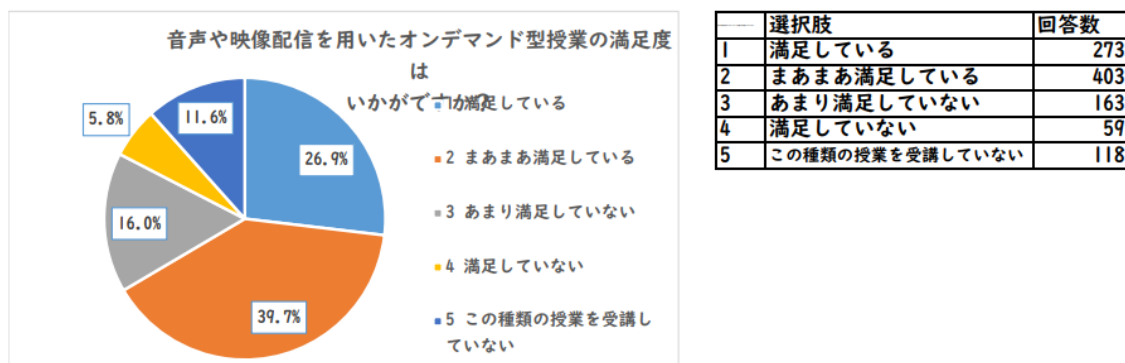 音声や映像配信を用いたオンデマンド型授業の満足度
は
いかがですか?
1 満足している
2 まあまあ満足している
3 あまり満足していない
4 満足していない
5 この種類の授業を受講し
ていない
26.9%
39.7%
16.0%
5.8%
11.6%
選択肢 回答数
1 満足している 273
2 まあまあ満足している 403
3 あまり満足していない 163
4 満足していない 59
5 この種類の授業を受講していない 118